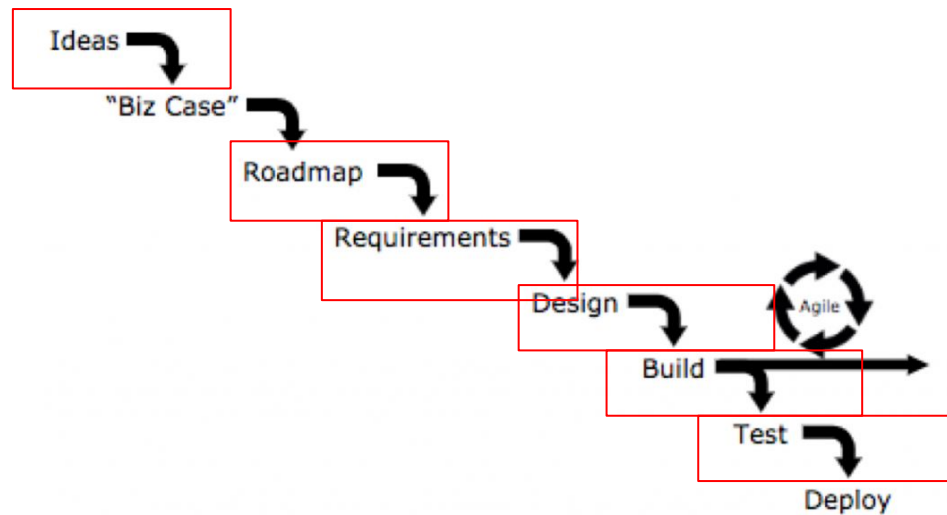 Ideas
“Biz Case”
Roadmap
Requirements
Design
Agile
Build
Test
Deploy